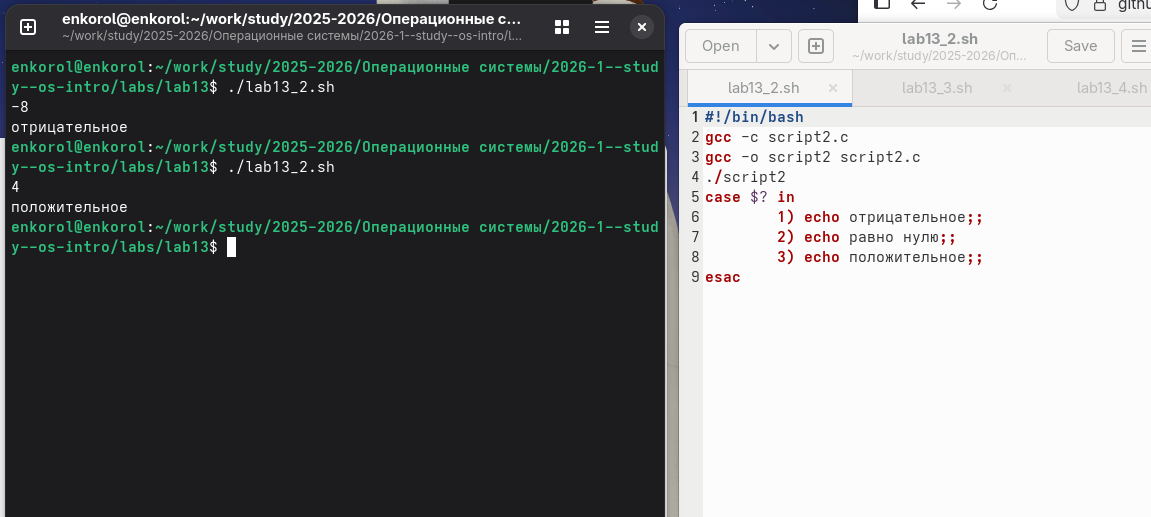 enkorol@enkorol:~/work/study/2025-2026/Операционные с...
~/work/study/2025-2026/Операционные системы/2026-1--study--os-intro/l...
enkorol@enkorol:~/work/study/2025-2026/Операционные системы/2026-1--stud
y--os-intro/labs/lab13$ ./lab13_2.sh
-8
отрицательное
enkorol@enkorol:~/work/study/2025-2026/Операционные системы/2026-1--stud
y--os-intro/labs/lab13$ ./lab13_2.sh
4
положительное
enkorol@enkorol:~/work/study/2025-2026/Операционные системы/2026-1--stud
y--os-intro/labs/lab13$
Open
lab13_2.sh
~/work/study/2025-2026/Оп...
Save
lab13_2.sh
lab13_3.sh
lab13_4.sh
1 #!/bin/bash
2 gcc -c script2.c
3 gcc -o script2 script2.c
4 ./script2
5 case $? in
6 1) echo отрицательное;;
7 2) echo равно нулю;;
8 3) echo положительное;;
9 esac